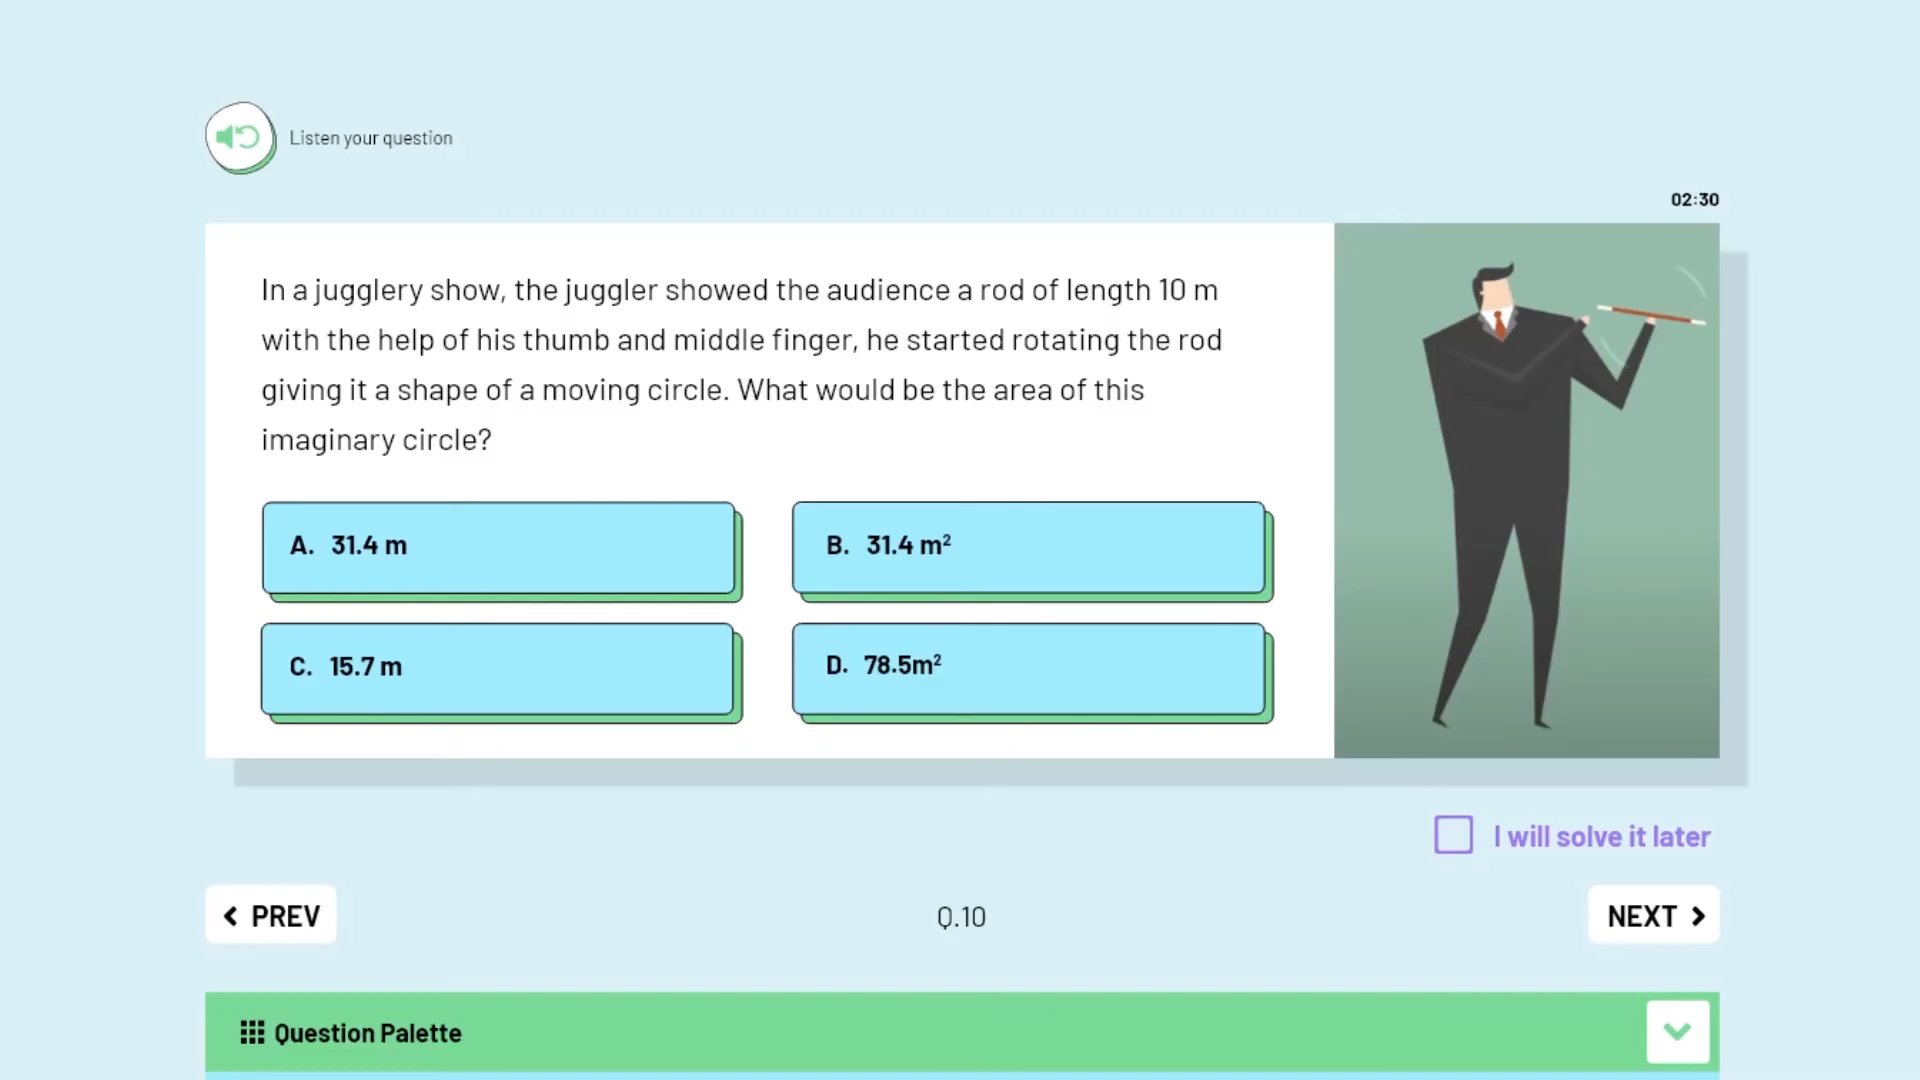 Listen your question
02:30
In a jugglery show, the juggler showed the audience a rod of length 10 m
with the help of his thumb and middle finger, he started rotating the rod
giving it a shape of a moving circle. What would be the area of this
imaginary circle?
A. 31.4 m
B. 31.4 m²
C. 15.7 m
D. 78.5m²
I will solve it later
PREV
Q.10
NEXT
Question Palette